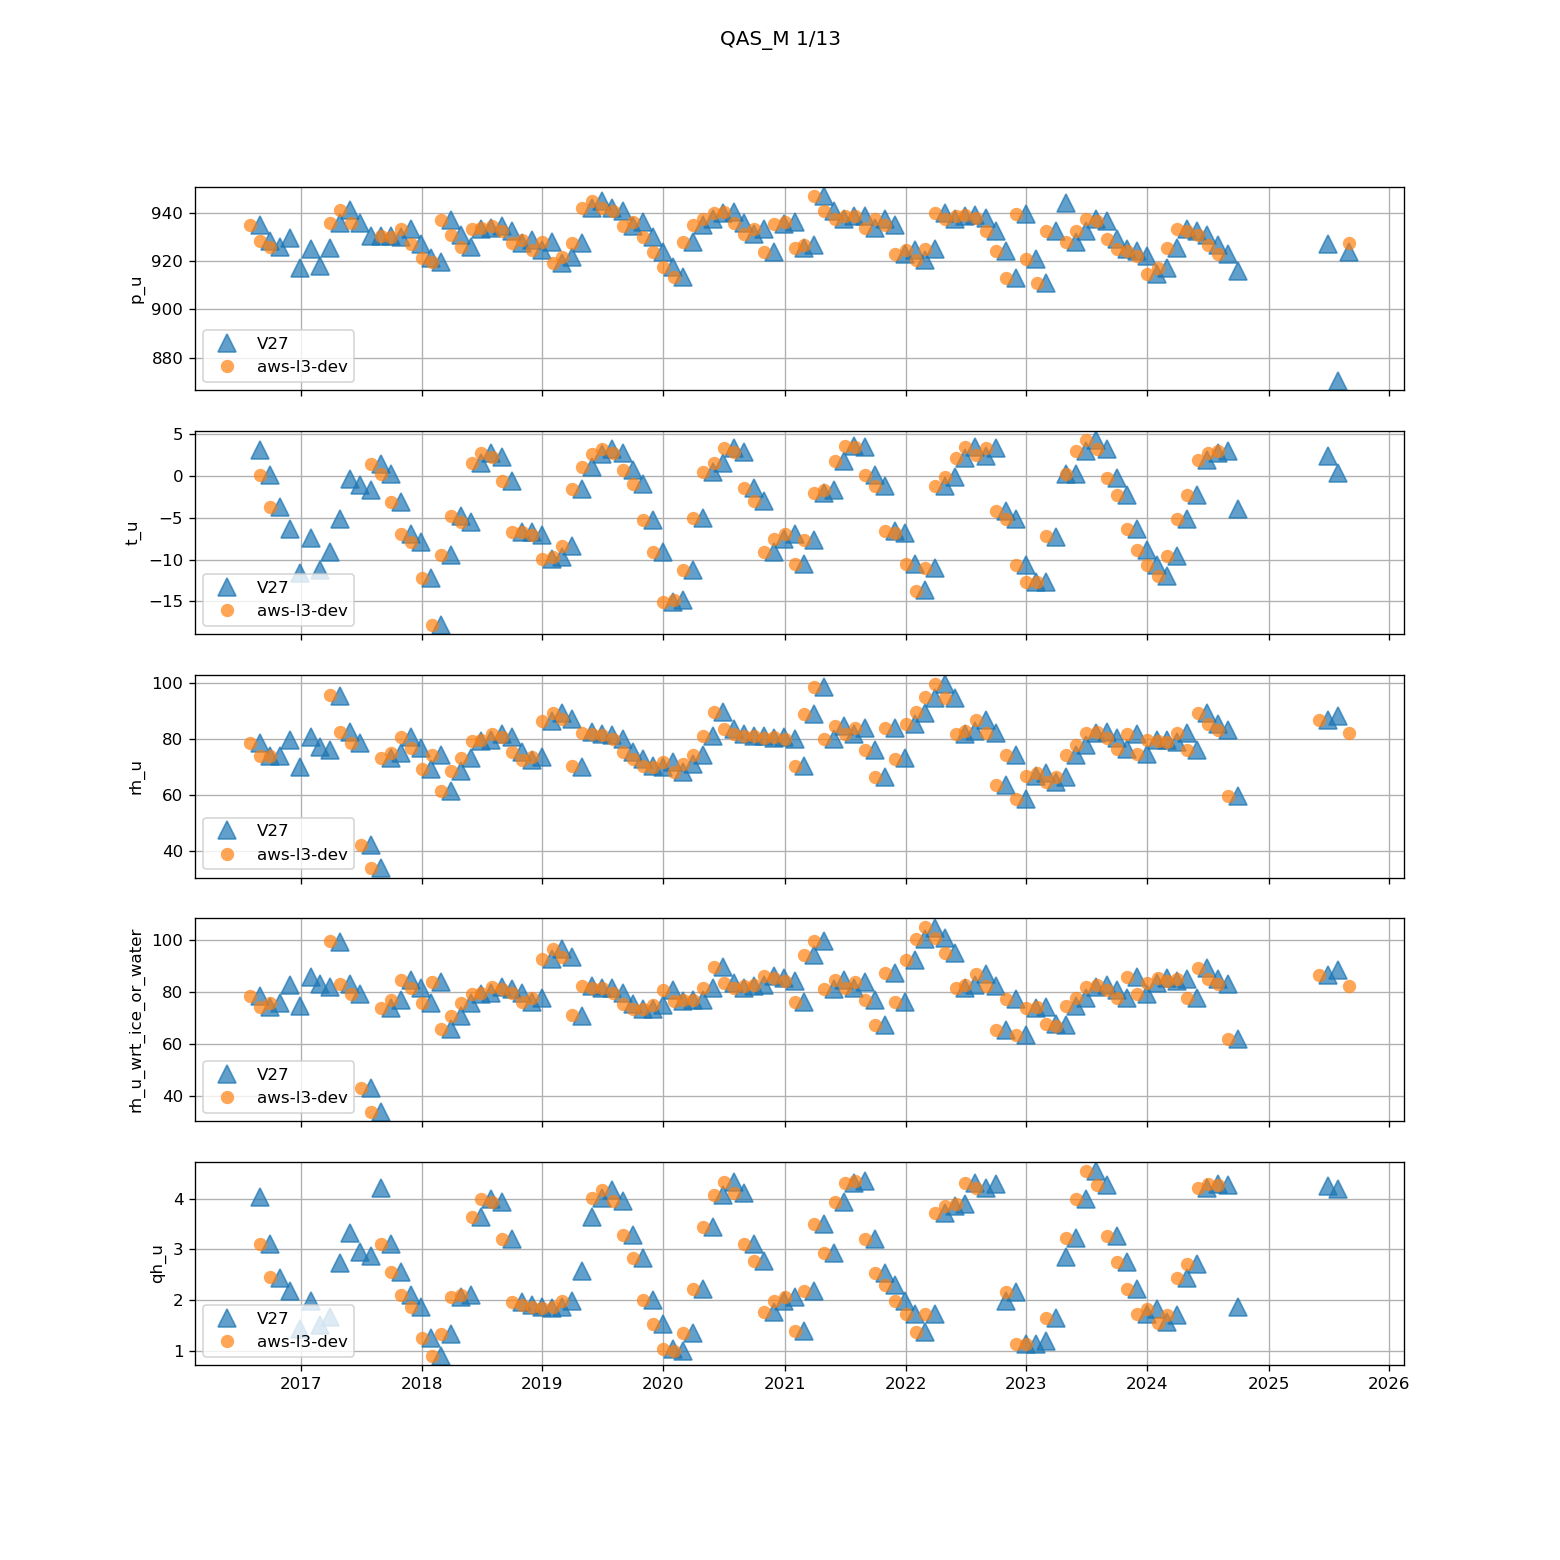 QAS_M 1/13
940
920
900
880
p_u
V27
aws-l3-dev
5
0
−5
−10
−15
t_u
V27
aws-l3-dev
100
80
60
40
rh_u
V27
aws-l3-dev
100
80
60
40
rh_u_wrt_ice_or_water
V27
aws-l3-dev
4
3
2
1
qh_u
V27
aws-l3-dev
2017 2018 2019 2020 2021 2022 2023 2024 2025 2026